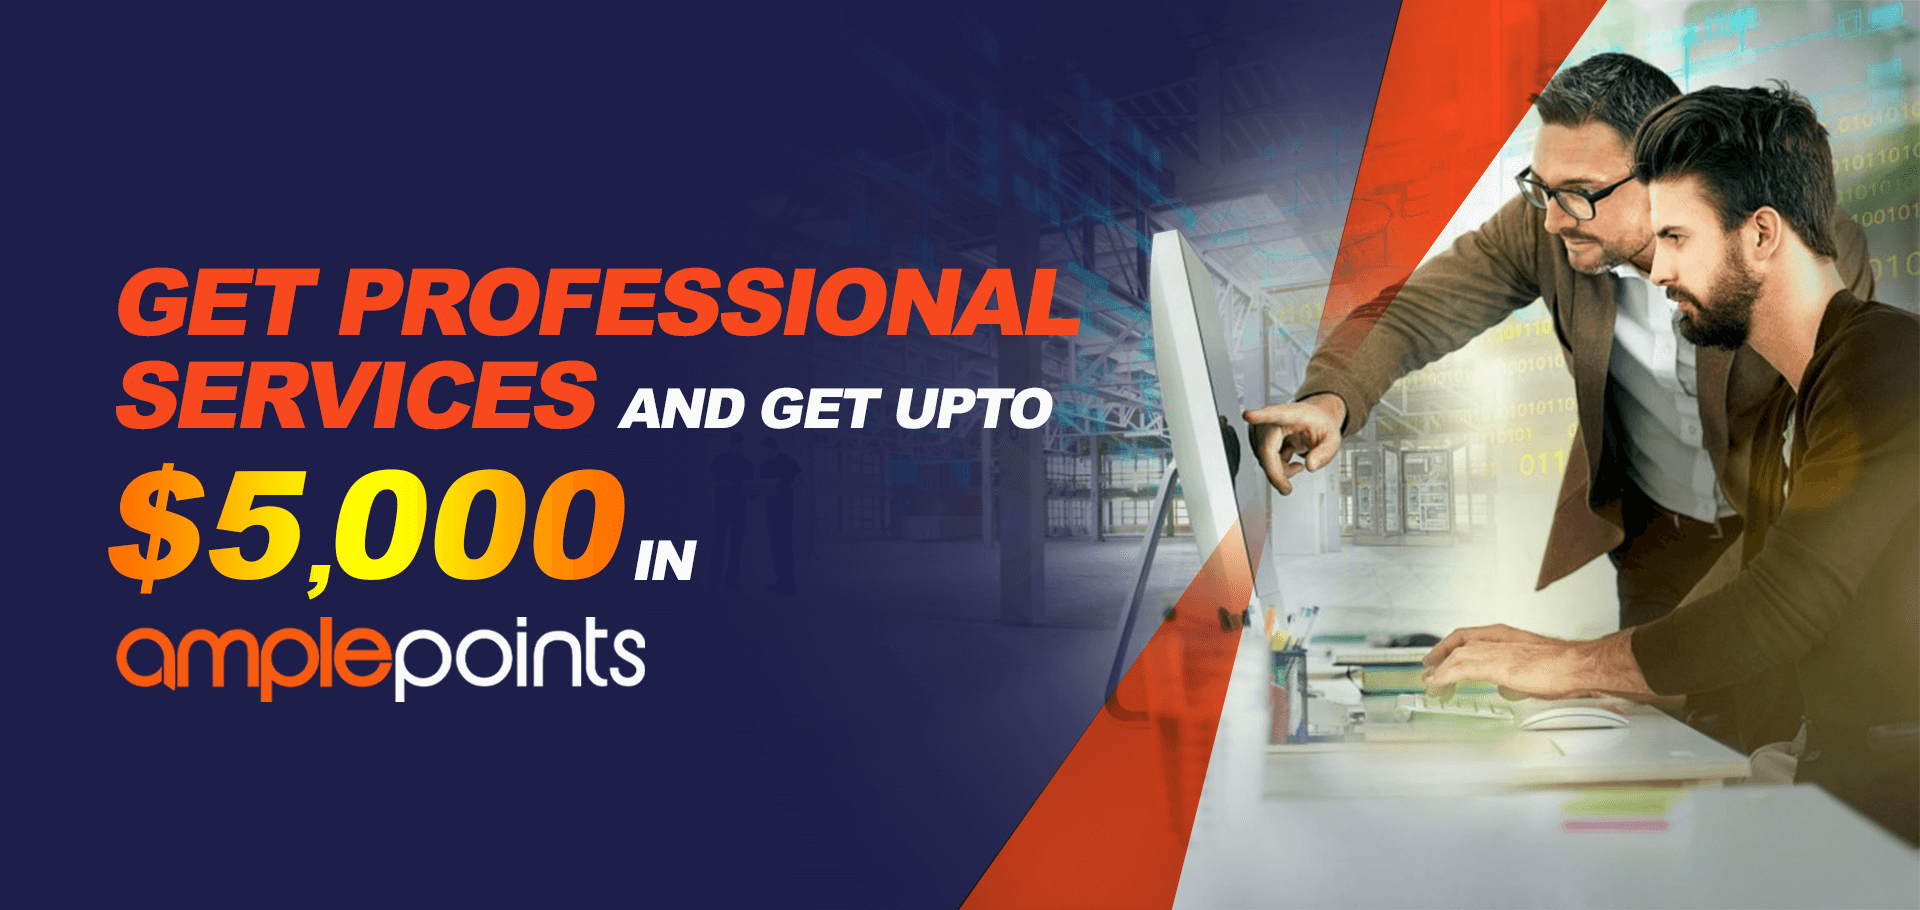 GET PROFESSIONAL
SERVICES AND GET UPTO
$5,000 IN
amplepoints